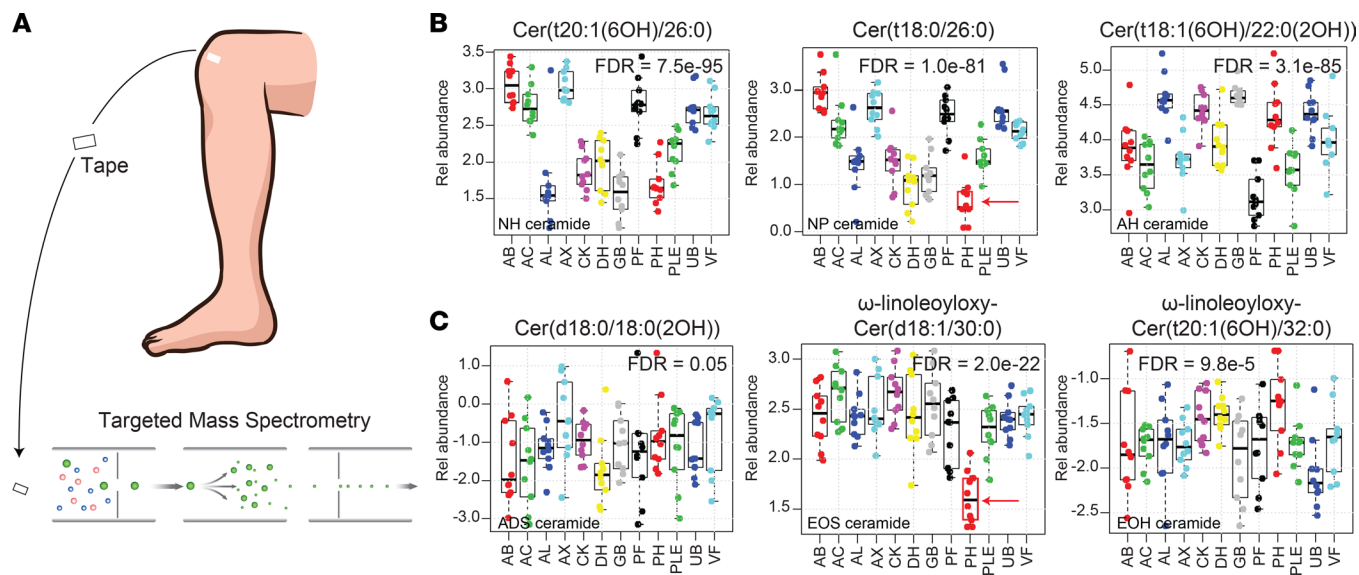 A
Tape
Targeted Mass Spectrometry
B
Cer(t20:1(6OH)/26:0)
FDR = 7.5e-95
Rel abundance
3.5
3.0
2.5
2.0
1.5
NH ceramide
AB AC AL AX CK DH GB PF PH PLE UB VF
Cer(t18:0/26:0)
FDR = 1.0e-81
Rel abundance
3.0
2.0
1.0
0.0
NP ceramide
AB AC AL AX CK DH GB PF PH PLE UB VF
Cer(t18:1(6OH)/22:0(2OH))
FDR = 3.1e-85
Rel abundance
5.0
4.5
4.0
3.5
3.0
AH ceramide
AB AC AL AX CK DH GB PF PH PLE UB VF
C
Cer(d18:0/18:0(2OH))
FDR = 0.05
Rel abundance
1.0
0.0
-1.0
-2.0
-3.0
ADS ceramide
AB AC AL AX CK DH GB PF PH PLE UB VF
ω-linoleoyloxy-
Cer(d18:1/30:0)
FDR = 2.0e-22
Rel abundance
3.0
2.5
2.0
1.5
EOS ceramide
AB AC AL AX CK DH GB PF PH PLE UB VF
ω-linoleoyloxy-
Cer(t20:1(6OH)/32:0)
FDR = 9.8e-5
Rel abundance
-1.0
-1.5
-2.0
-2.5
EOH ceramide
AB AC AL AX CK DH GB PF PH PLE UB VF